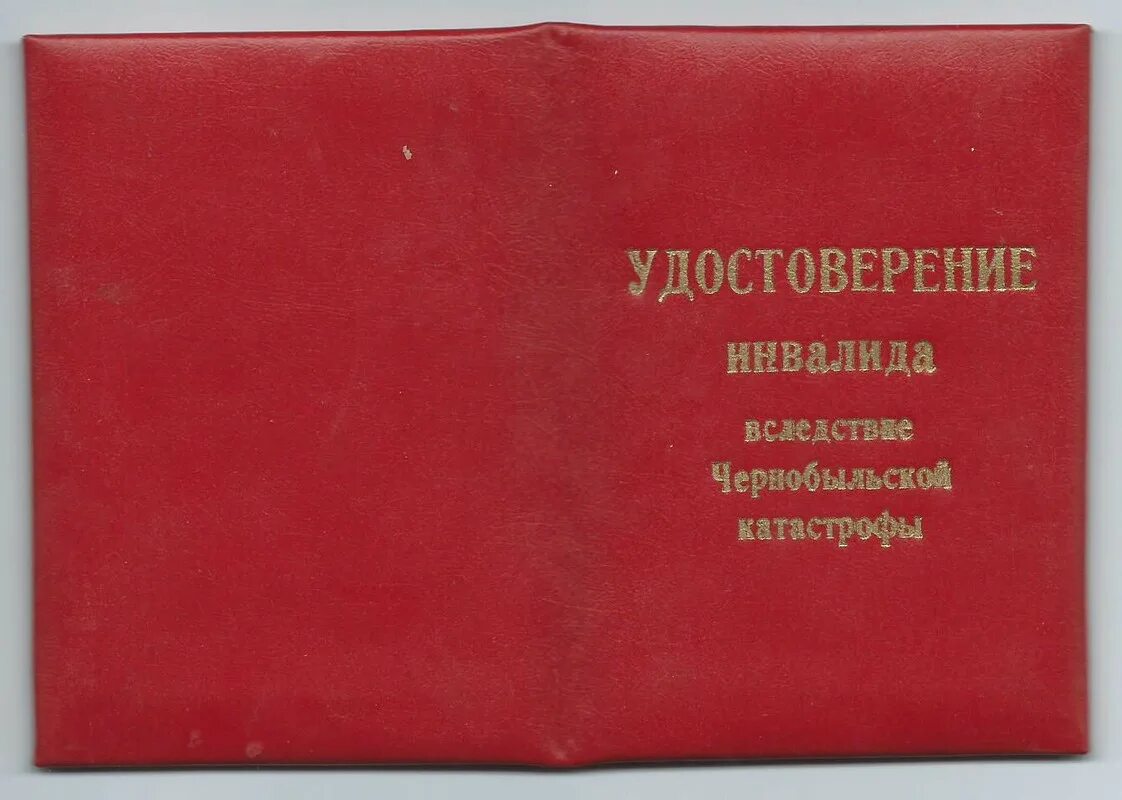 УДОСТОВЕРЕНИЕ
инвалида
вследствие
Чернобыльской
катастрофы